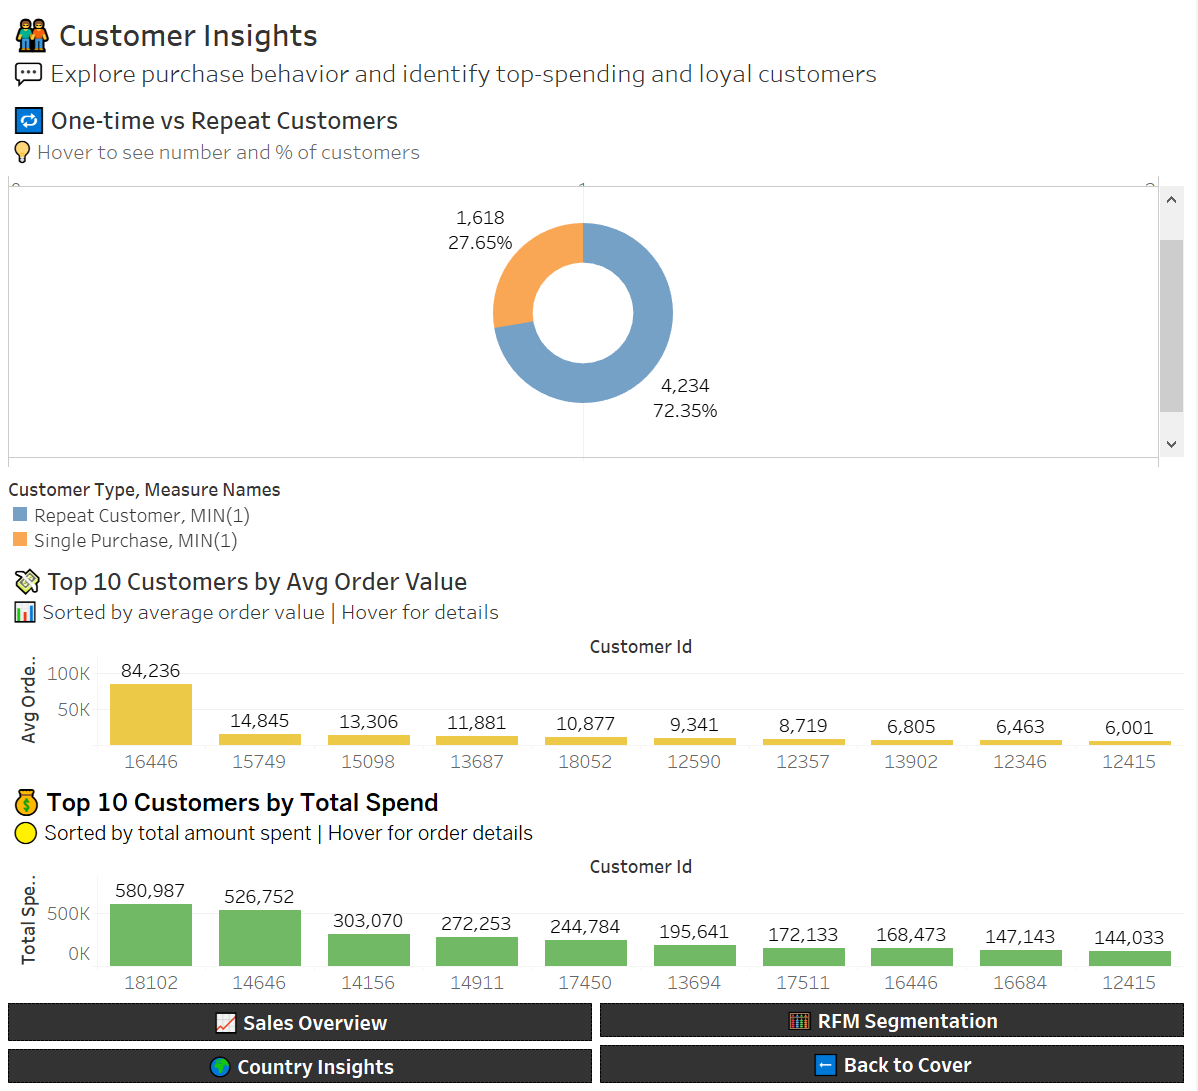 Customer Insights
Explore purchase behavior and identify top-spending and loyal customers
One-time vs Repeat Customers
Hover to see number and % of customers
1,618
27.65%
4,234
72.35%
Customer Type, Measure Names
Repeat Customer, MIN(1)
Single Purchase, MIN(1)
Top 10 Customers by Avg Order Value
Sorted by average order value | Hover for details
Customer Id
Avg Orde..
100K
50K
84,236 14,845 13,306 11,881 10,877 9,341 8,719 6,805 6,463 6,001
16446 15749 15098 13687 18052 12590 12357 13902 12346 12415
Top 10 Customers by Total Spend
Sorted by total amount spent | Hover for order details
Customer Id
Total Spe..
500K
0K
580,987 526,752 303,070 272,253 244,784 195,641 172,133 168,473 147,143 144,033
18102 14646 14156 14911 17450 13694 17511 16446 16684 12415
Sales Overview
RFM Segmentation
Country Insights
Back to Cover